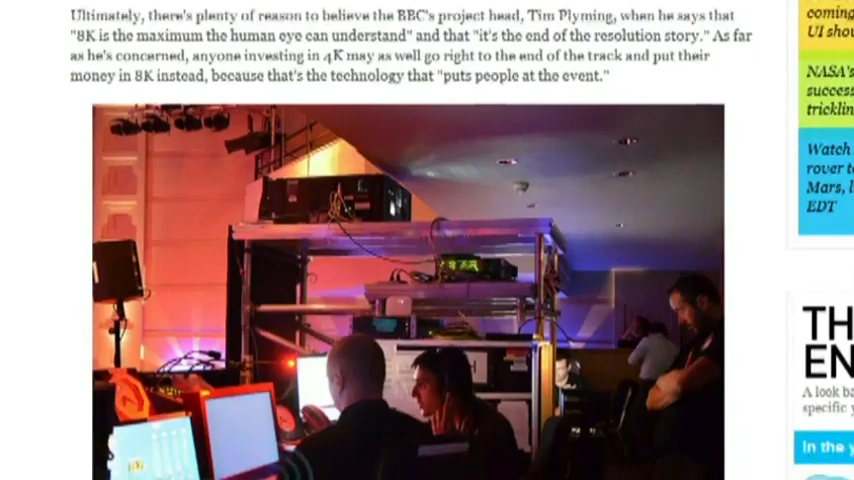 Ultimately, there's plenty of reason to believe the BBC's project head, Tim Plyming, when he says that
"8K is the maximum the human eye can understand" and that "it's the end of the resolution story." As far
as he's concerned, anyone investing in 4K may as well go right to the end of the track and put their
money in 8K instead, because that's the technology that "puts people at the event."
coming
UI shou
NASA's
success
tricklin
Watch
rover to
Mars, l
EDT
TH
EN
A look ba
specific y
In the y